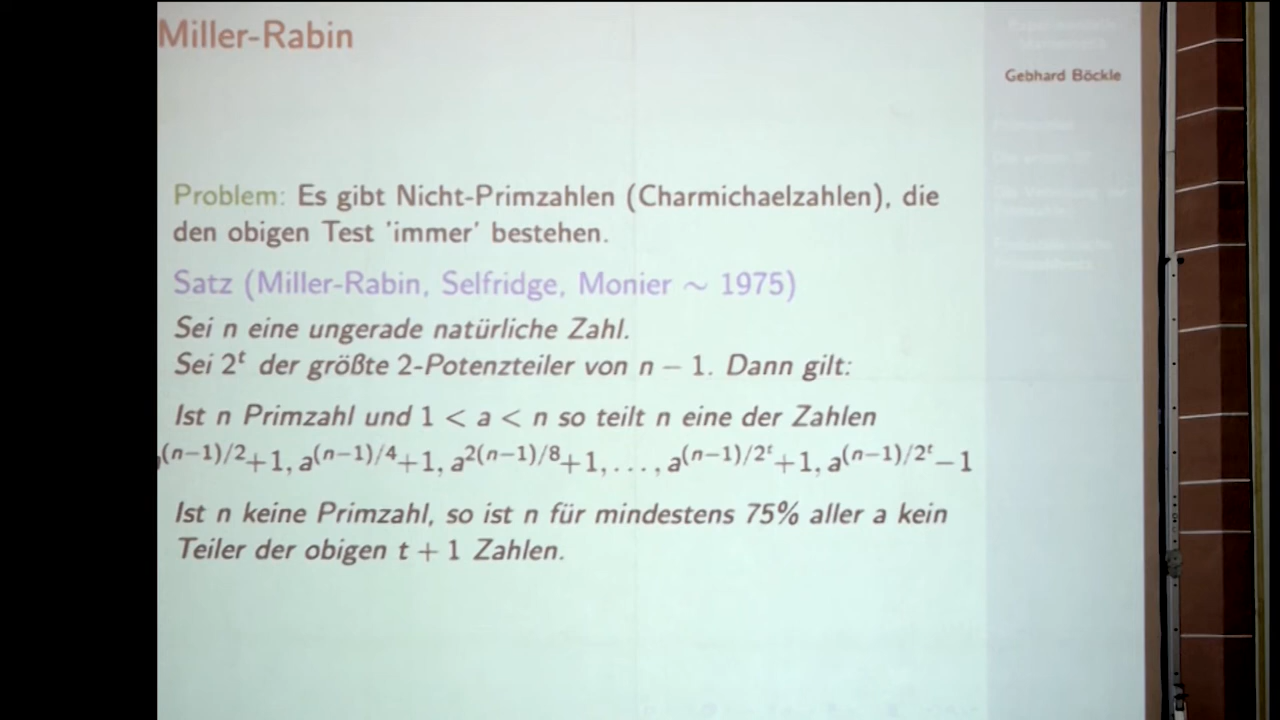 Miller-Rabin
Gebhard Böckle
Problem: Es gibt Nicht-Primzahlen (Charmichaelzahlen), die
den obigen Test 'immer' bestehen.
Satz (Miller-Rabin, Selfridge, Monier ∼ 1975)
Sei n eine ungerade natürliche Zahl.
Sei 2^t der größte 2-Potenzteiler von n − 1. Dann gilt:
Ist n Primzahl und 1 < a < n so teilt n eine der Zahlen
^(n−1)/2+1, a^(n−1)/4+1, a^2(n−1)/8+1, . . . , a^(n−1)/2^t+1, a^(n−1)/2^t−1
Ist n keine Primzahl, so ist n für mindestens 75% aller a kein
Teiler der obigen t + 1 Zahlen.